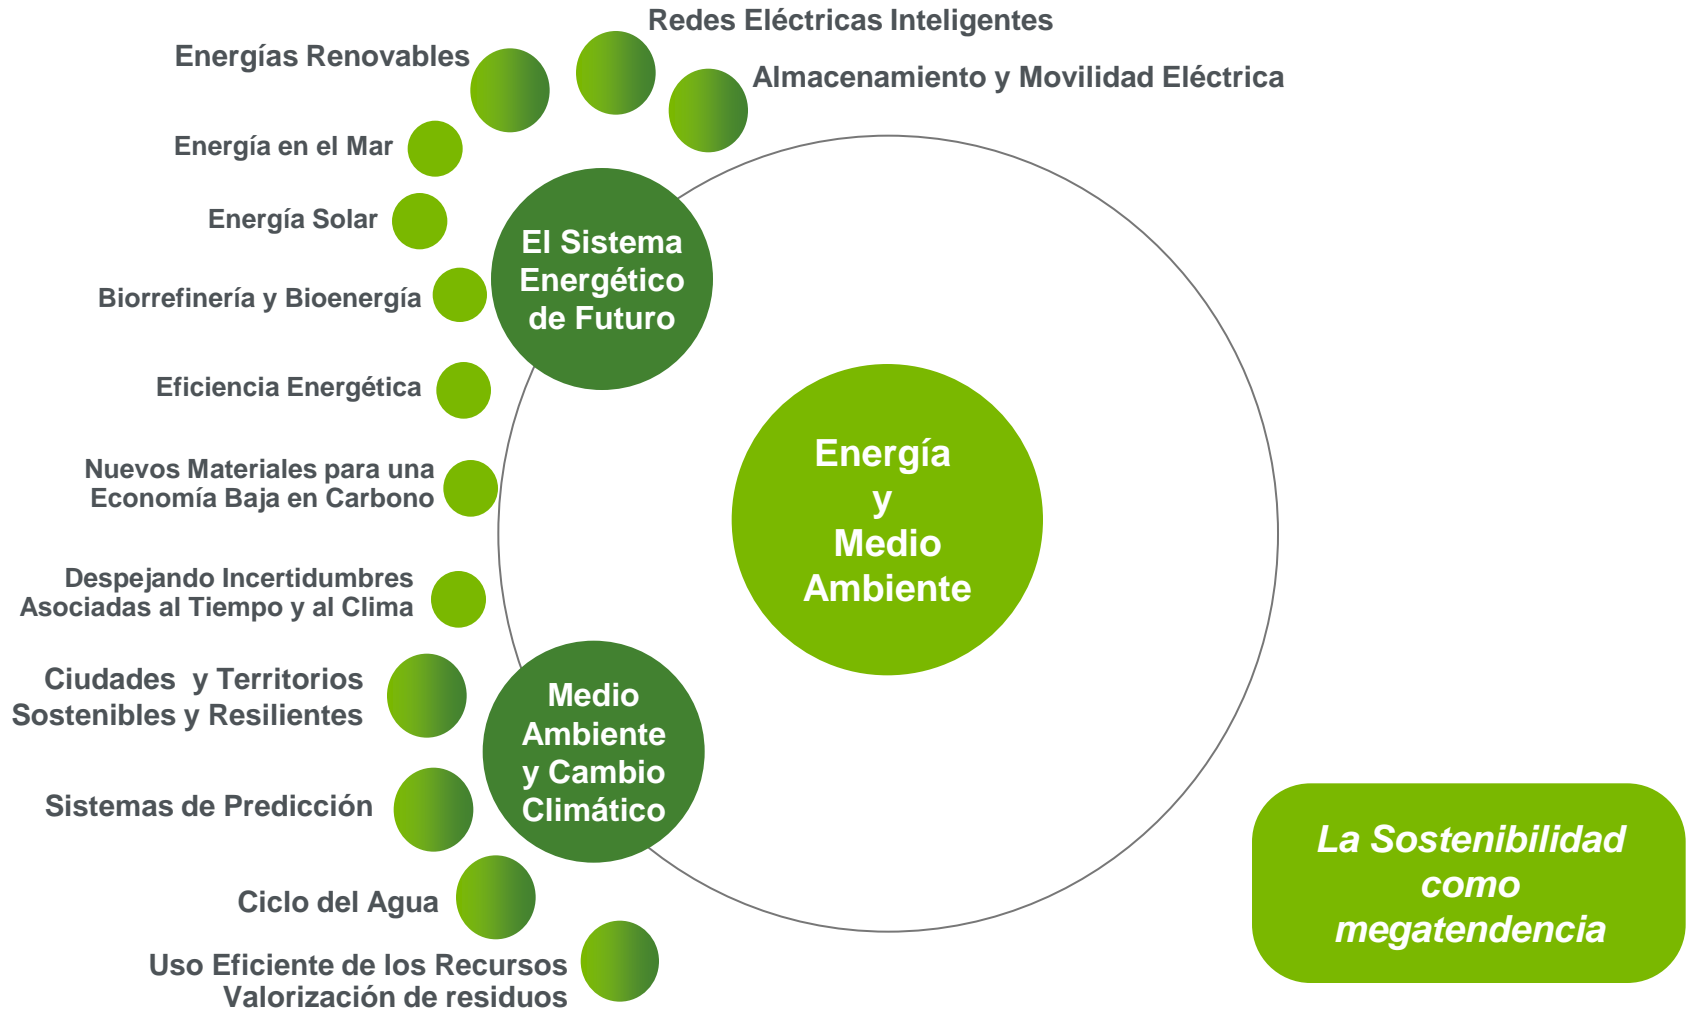 Redes Eléctricas Inteligentes
Energías Renovables
Almacenamiento y Movilidad Eléctrica
Energía en el Mar
Energía Solar
Biorrefinería y Bioenergía
Eficiencia Energética
Nuevos Materiales para una
Economía Baja en Carbono
Despejando Incertidumbres
Asociadas al Tiempo y al Clima
Ciudades y Territorios
Sostenibles y Resilientes
Sistemas de Predicción
Ciclo del Agua
Uso Eficiente de los Recursos
Valorización de residuos
El Sistema
Energético
de Futuro
Medio
Ambiente
y Cambio
Climático
Energía
y
Medio
Ambiente
La Sostenibilidad
como
megatendencia